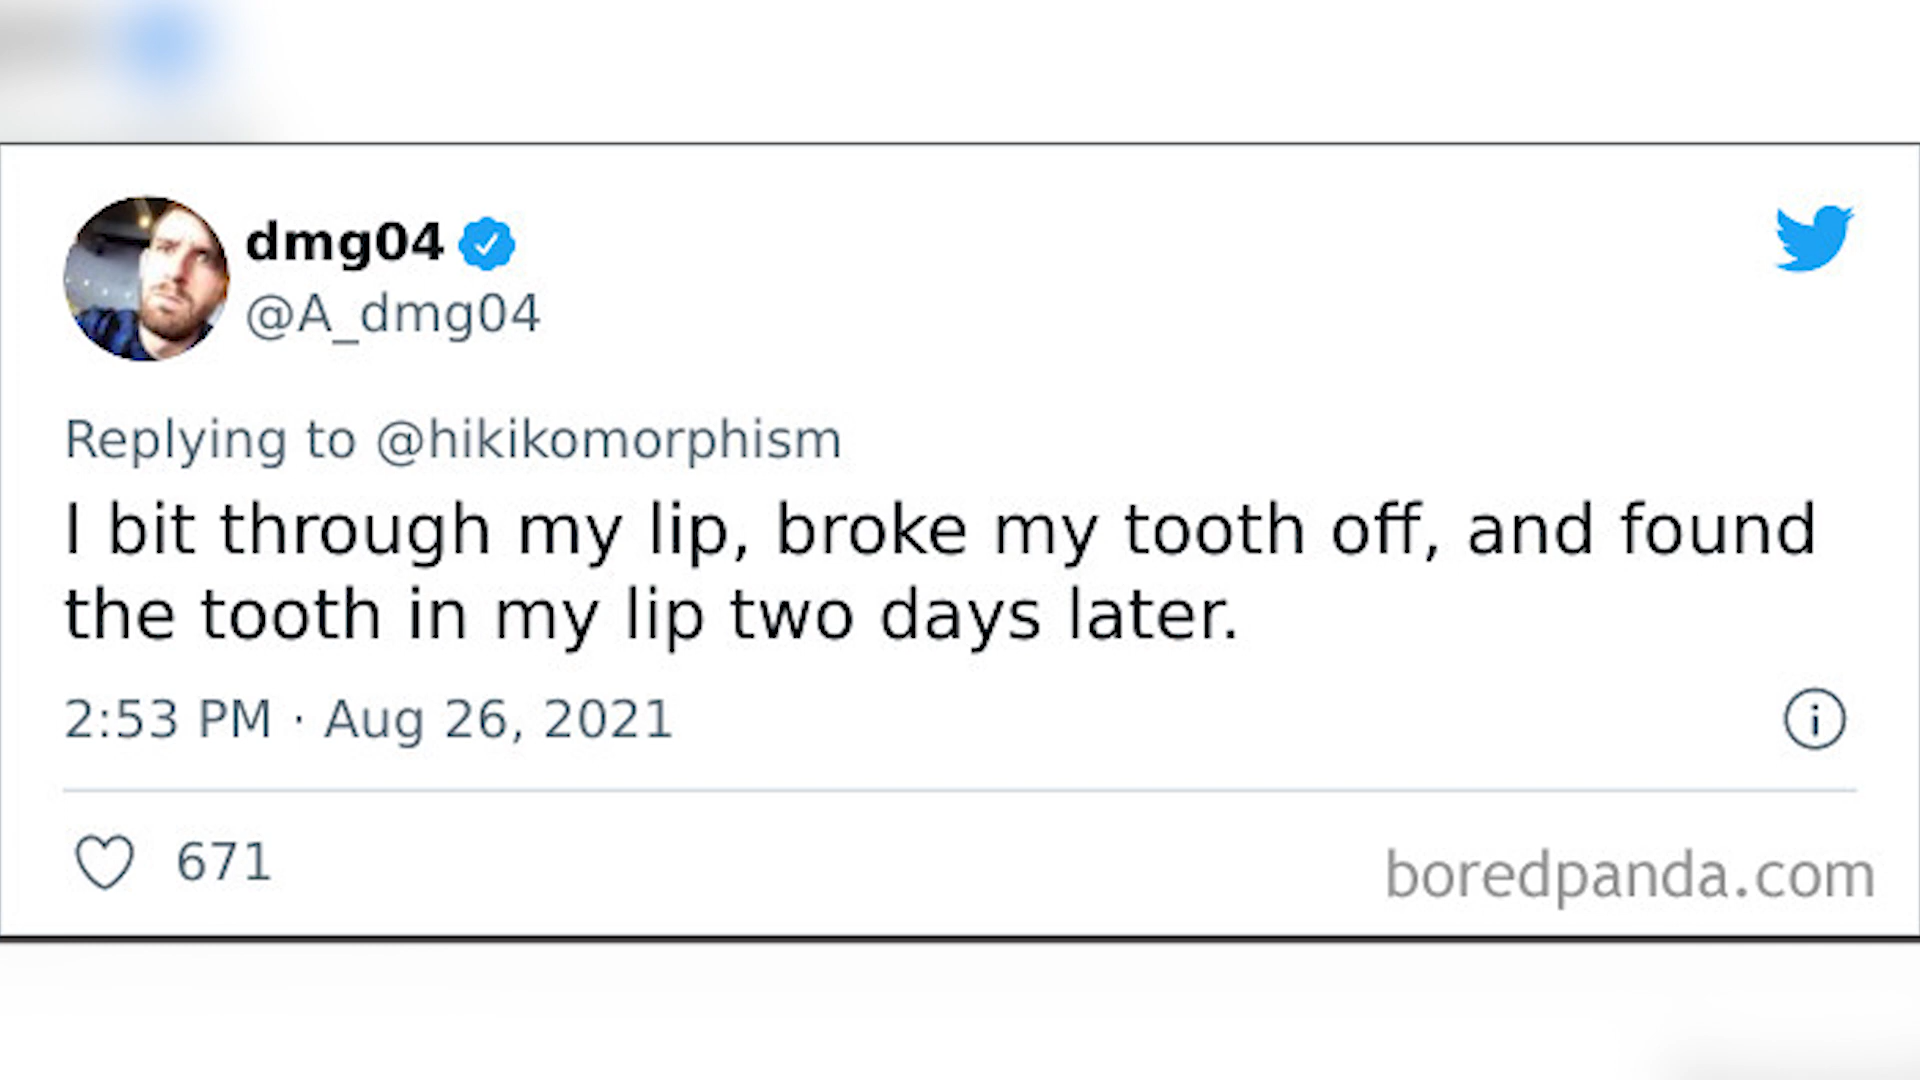 dmg04
@A_dmg04
Replying to @hikikomorphism
I bit through my lip, broke my tooth off, and found
the tooth in my lip two days later.
2:53 PM · Aug 26, 2021
671
boredpanda.com